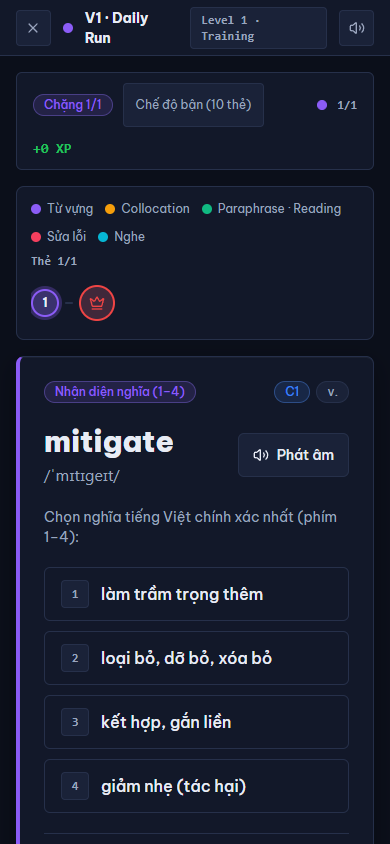 V1 · Daily
Run
Level 1 ·
Training
Chặng 1/1
Chế độ bận (10 thẻ)
1/1
+0 XP
Từ vựng
Collocation
Paraphrase · Reading
Sửa lỗi
Nghe
Thẻ 1/1
1
Nhận diện nghĩa (1–4)
C1
v.
mitigate
Phát âm
/ˈmɪtɪɡeɪt/
Chọn nghĩa tiếng Việt chính xác nhất (phím
1–4):
1 làm trầm trọng thêm
2 loại bỏ, dỡ bỏ, xóa bỏ
3 kết hợp, gắn liền
4 giảm nhẹ (tác hại)